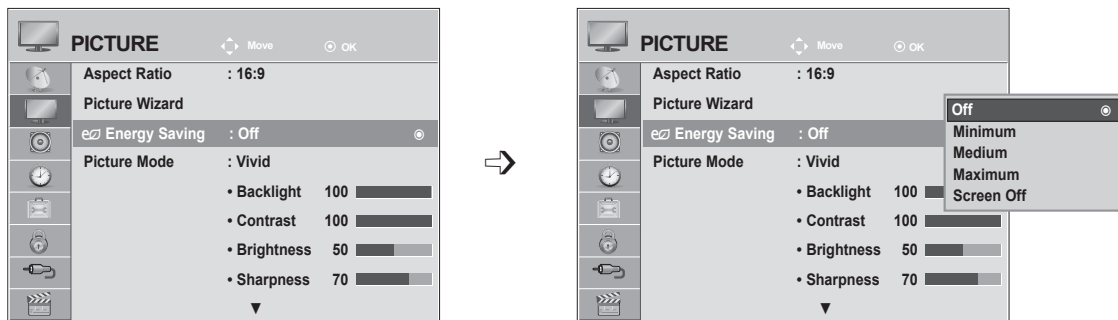 PICTURE Move OK
Aspect Ratio : 16:9
Picture Wizard
Energy Saving : Off
Picture Mode : Vivid
• Backlight 100
• Contrast 100
• Brightness 50
• Sharpness 70
PICTURE Move OK
Aspect Ratio : 16:9
Picture Wizard
Energy Saving : Off
Picture Mode : Vivid
• Backlight 100
• Contrast 100
• Brightness 50
• Sharpness 70
Off
Minimum
Medium
Maximum
Screen Off